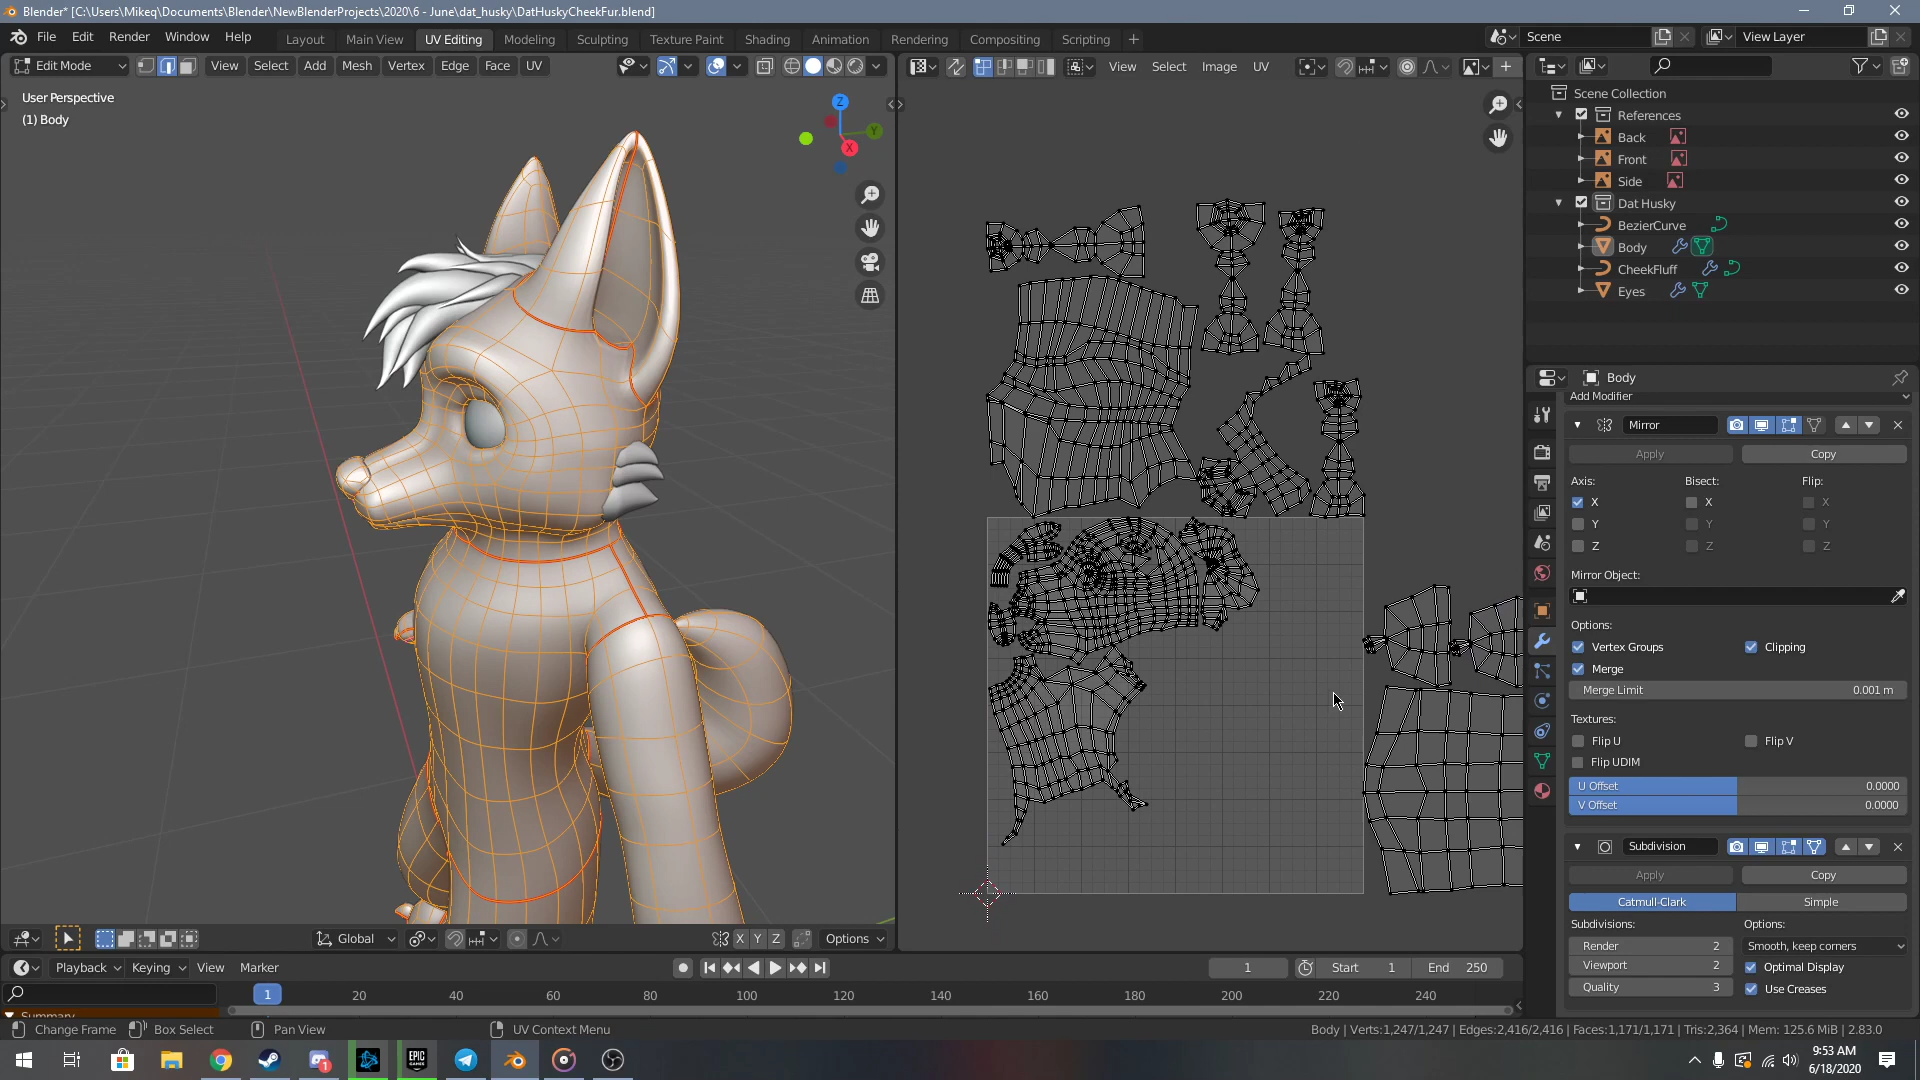 Blender* [C:\Users\Mikeq\Documents\Blender\NewBlenderProjects\2020\6 - June\dat_husky\DatHuskyCheekFur.blend]
File Edit Render Window Help Layout Main View UV Editing Modeling Sculpting Texture Paint Shading Animation Rendering Compositing Scripting + Scene View Layer
Edit Mode View Select Add Mesh Vertex Edge Face UV View Select Image UV
User Perspective
(1) Body
Z
Y
X
Scene Collection
References
Back
Front
Side
Dat Husky
BezierCurve
Body
CheekFluff
Eyes
Body
Add Modifier
Mirror
Apply Copy
Axis: Bisect: Flip:
X X X
Y Y Y
Z Z Z
Mirror Object:
Options:
Vertex Groups Clipping
Merge
Merge Limit 0.001 m
Textures:
Flip U Flip V
Flip UDIM
U Offset 0.0000
V Offset 0.0000
Subdivision
Apply Copy
Catmull-Clark Simple
Subdivisions: Options:
Render 2 Smooth, keep corners
Viewport 2 Optimal Display
Quality 3 Use Creases
Global X Y Z Options
Playback Keying View Marker 1 Start 1 End 250
1 20 40 60 80 100 120 140 160 180 200 220 240
Summary
Change Frame Box Select Pan View UV Context Menu Body | Verts:1,247/1,247 | Edges:2,416/2,416 | Faces:1,171/1,171 | Tris:2,364 | Mem: 125.6 MiB | 2.83.0
EPIC GAMES
1
9:53 AM
6/18/2020